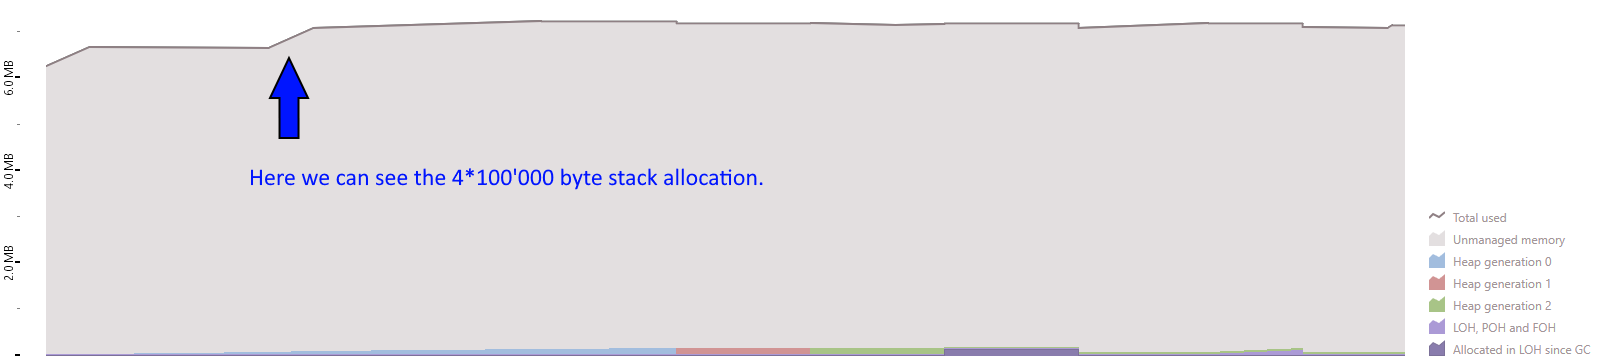 6.0 MB
4.0 MB
2.0 MB
Here we can see the 4*100'000 byte stack allocation.
Total used
Unmanaged memory
Heap generation 0
Heap generation 1
Heap generation 2
LOH, POH and FOH
Allocated in LOH since GC